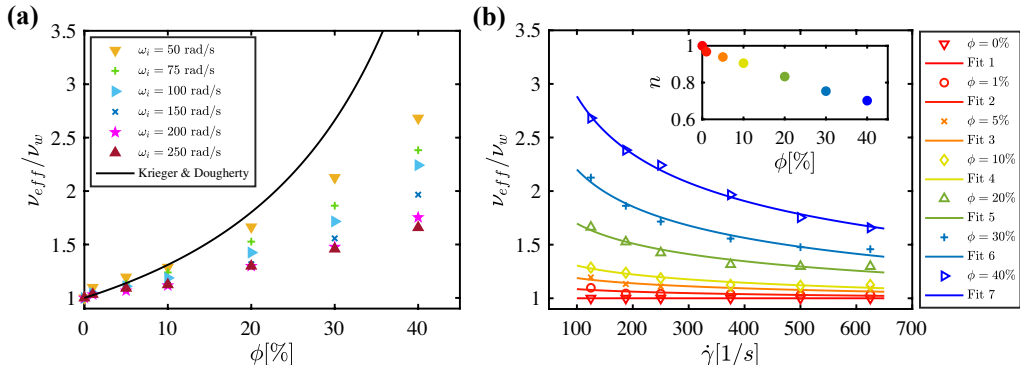 (a)
3.5
3
2.5
2
1.5
1
ν_eff/ν_w
ω_i = 50 rad/s
ω_i = 75 rad/s
ω_i = 100 rad/s
ω_i = 150 rad/s
ω_i = 200 rad/s
ω_i = 250 rad/s
Krieger & Dougherty
0 10 20 30 40
ϕ[%]
(b)
3.5
3
2.5
2
1.5
1
ν_eff/ν_w
1
0.8
0.6
n
0 10 20 30 40
ϕ[%]
100 200 300 400 500 600 700
γ̇[1/s]
ϕ = 0%
Fit 1
ϕ = 1%
Fit 2
ϕ = 5%
Fit 3
ϕ = 10%
Fit 4
ϕ = 20%
Fit 5
ϕ = 30%
Fit 6
ϕ = 40%
Fit 7